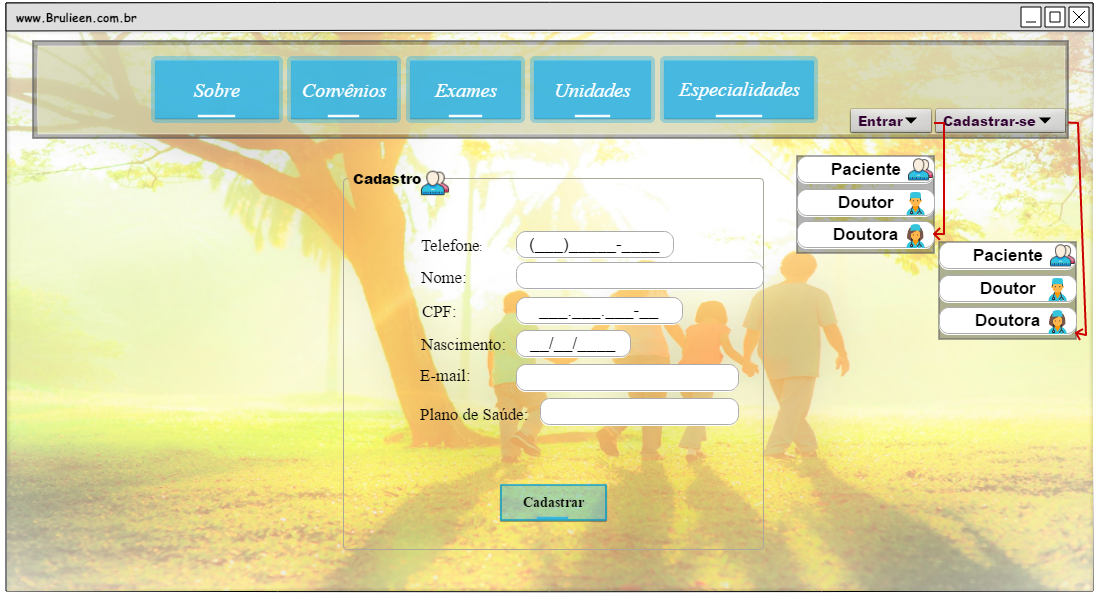 www.Brulieen.com.br
Sobre
Convênios
Exames
Unidades
Especialidades
Entrar
Cadastrar-se
Cadastro
Paciente
Doutor
Doutora
Paciente
Doutor
Doutora
Telefone: (___)_____-___
Nome:
CPF: ___.___.___-__
Nascimento: __/__/____
E-mail:
Plano de Saúde:
Cadastrar